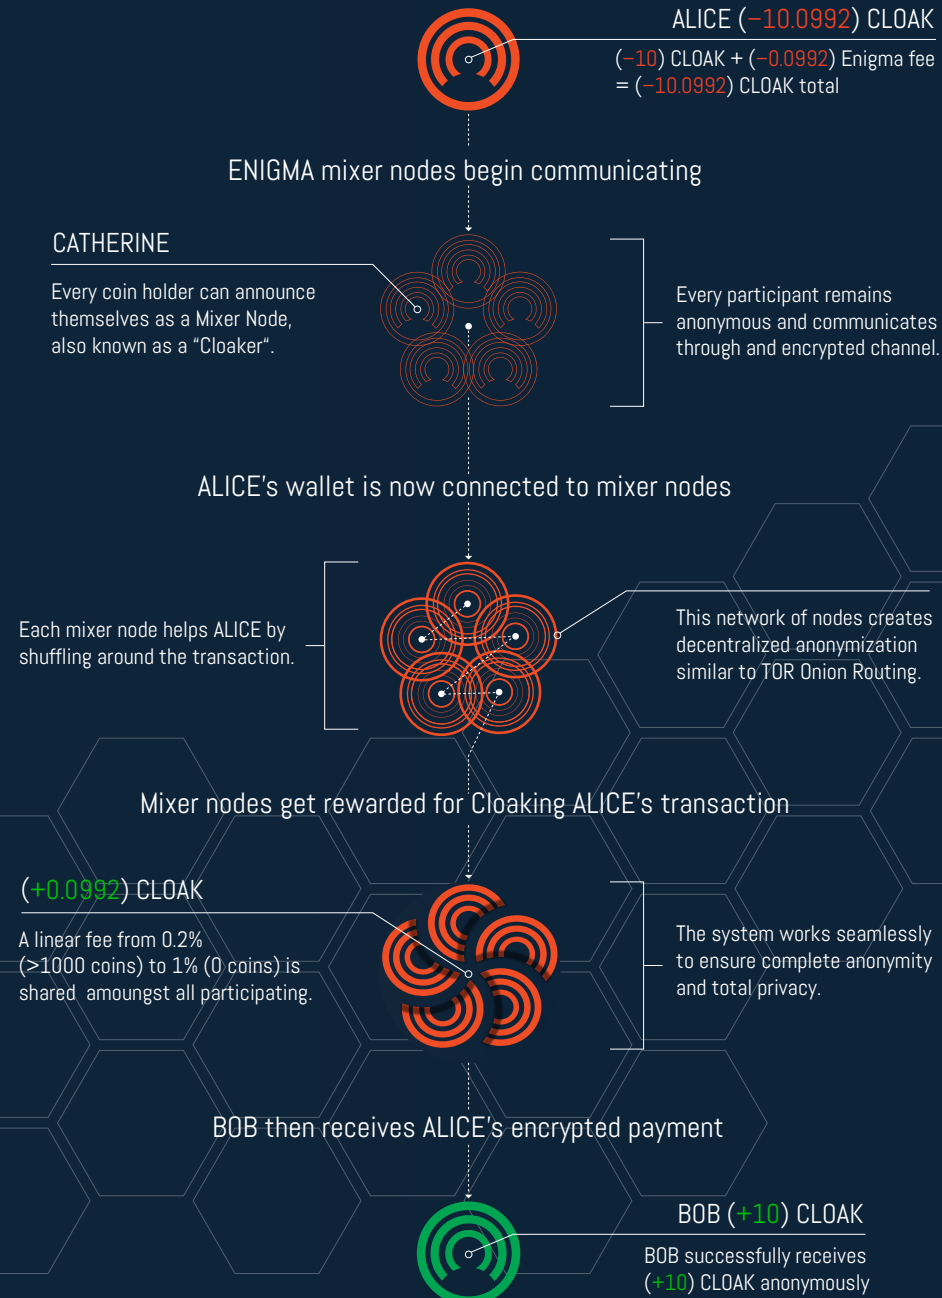 ALICE (−10.0992) CLOAK
(−10) CLOAK + (−0.0992) Enigma fee
= (−10.0992) CLOAK total
ENIGMA mixer nodes begin communicating
CATHERINE
Every coin holder can announce
themselves as a Mixer Node,
also known as a “Cloaker“.
Every participant remains
anonymous and communicates
through and encrypted channel.
ALICE's wallet is now connected to mixer nodes
Each mixer node helps ALICE by
shuffling around the transaction.
This network of nodes creates
decentralized anonymization
similar to TOR Onion Routing.
Mixer nodes get rewarded for Cloaking ALICE's transaction
(+0.0992) CLOAK
A linear fee from 0.2%
(>1000 coins) to 1% (0 coins) is
shared amoungst all participating.
The system works seamlessly
to ensure complete anonymity
and total privacy.
BOB then receives ALICE's encrypted payment
BOB (+10) CLOAK
BOB successfully receives
(+10) CLOAK anonymously